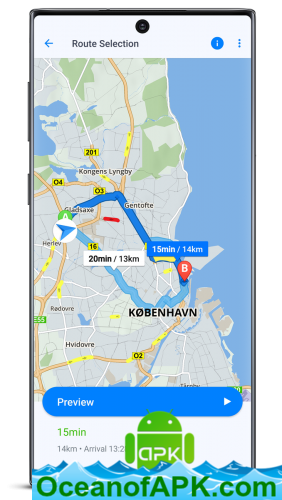 Route Selection
i
201
Kongens Lyngby
O4
O3
Gentofte
Gladsaxe
A
Herlev
16
15min / 14km
20min / 13km
B
Rødovre
KØBENHAVN
Hvidovre
O2
E55
Tårnby
Preview
15min
14km • Arrival 13:2
APK
OceanofAPK.com